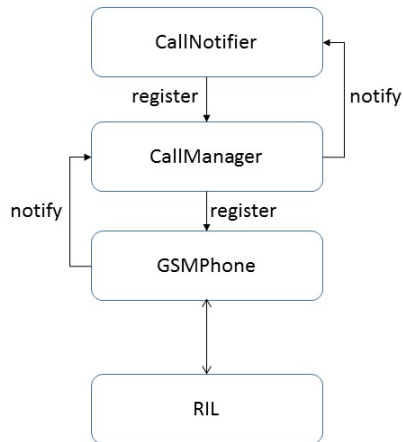 CallNotifier
register
notify
CallManager
notify
register
GSMPhone
RIL